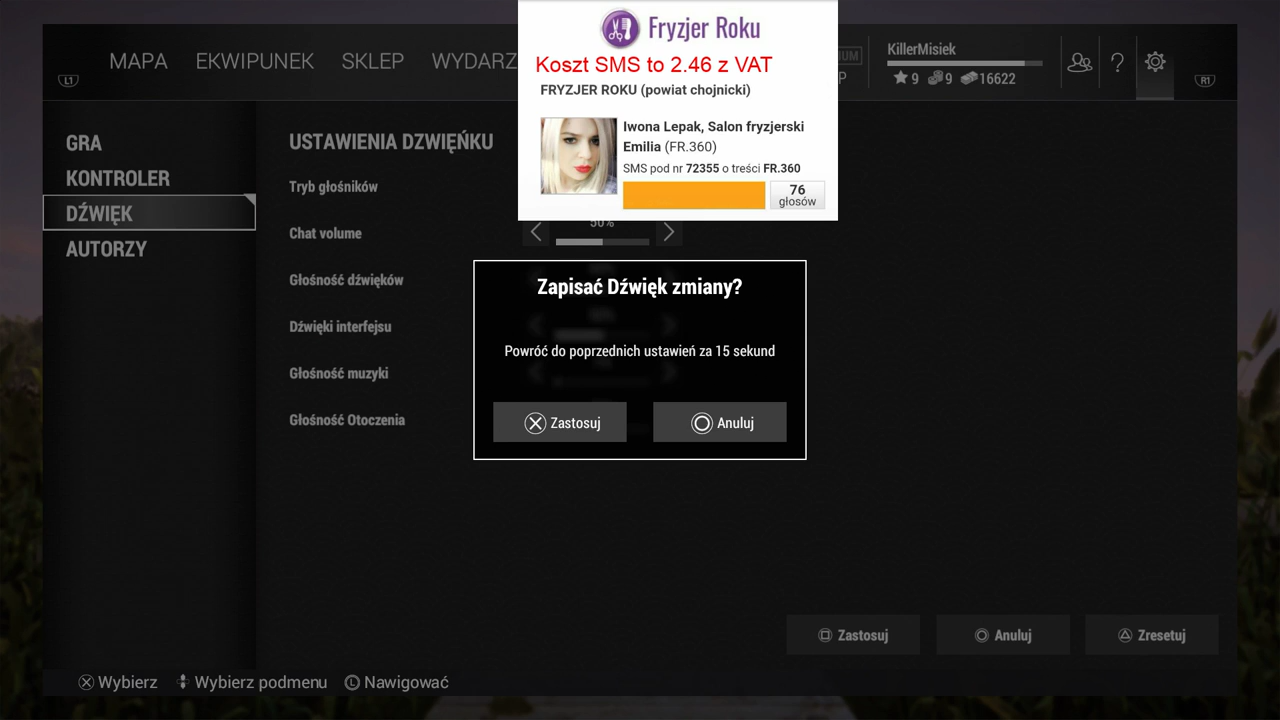 Fryzjer Roku
Koszt SMS to 2.46 z VAT
FRYZJER ROKU (powiat chojnicki)
Iwona Lepak, Salon fryzjerski
Emilia (FR.360)
SMS pod nr 72355 o treści FR.360
76
głosów
L1
MAPA
EKWIPUNEK
SKLEP
WYDARZ
UM
P
KillerMisiek
9
9
16622
?
R1
GRA
KONTROLER
DŹWIĘK
AUTORZY
USTAWIENIA DZWIĘŃKU
Tryb głośników
Chat volume
50%
Głośność dźwięków
Dźwięki interfejsu
Głośność muzyki
Głośność Otoczenia
Zapisać Dźwięk zmiany?
Powróć do poprzednich ustawień za 15 sekund
Zastosuj
Anuluj
Zastosuj
Anuluj
Zresetuj
Wybierz
Wybierz podmenu
L Nawigować